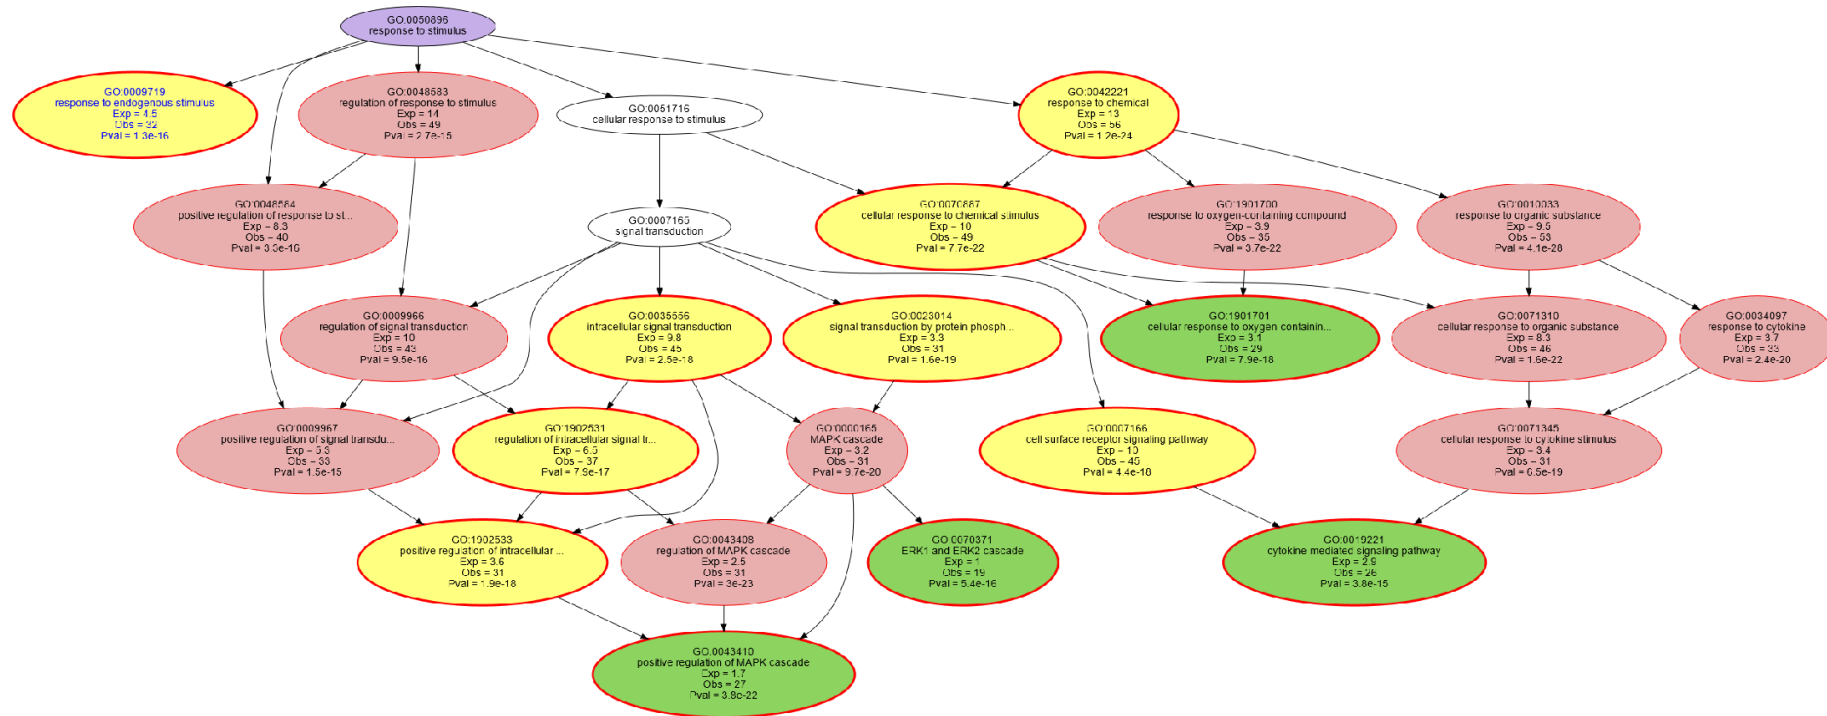 GO:0050896
response to stimulus
GO:0009719
response to endogenous stimulus
Exp = 4.5
Obs = 32
Pval = 1.3e-16
GO:0048583
regulation of response to stimulus
Exp = 14
Obs = 49
Pval = 2.7e-15
GO:0051716
cellular response to stimulus
GO:0042221
response to chemical
Exp = 13
Obs = 56
Pval = 1.2e-24
GO:0048584
positive regulation of response to st...
Exp = 8.3
Obs = 40
Pval = 3.3e-16
GO:0007165
signal transduction
GO:0070887
cellular response to chemical stimulus
Exp = 10
Obs = 49
Pval = 7.7e-22
GO:1901700
response to oxygen-containing compound
Exp = 3.9
Obs = 35
Pval = 3.7e-22
GO:0010033
response to organic substance
Exp = 9.5
Obs = 53
Pval = 4.1e-28
GO:0009966
regulation of signal transduction
Exp = 10
Obs = 43
Pval = 9.5e-16
GO:0035556
intracellular signal transduction
Exp = 9.8
Obs = 45
Pval = 2.5e-18
GO:0023014
signal transduction by protein phosph...
Exp = 3.3
Obs = 31
Pval = 1.6e-19
GO:1901701
cellular response to oxygen containin...
Exp = 3.1
Obs = 29
Pval = 7.9e-18
GO:0071310
cellular response to organic substance
Exp = 8.3
Obs = 46
Pval = 1.6e-22
GO:0034097
response to cytokine
Exp = 3.7
Obs = 33
Pval = 2.4e-20
GO:0009967
positive regulation of signal transdu...
Exp = 5.3
Obs = 33
Pval = 1.5e-15
GO:1902531
regulation of intracellular signal tr...
Exp = 6.5
Obs = 37
Pval = 7.9e-17
GO:0000165
MAPK cascade
Exp = 3.2
Obs = 31
Pval = 9.7e-20
GO:0007166
cell surface receptor signaling pathway
Exp = 10
Obs = 45
Pval = 4.4e-18
GO:0071345
cellular response to cytokine stimulus
Exp = 3.4
Obs = 31
Pval = 6.5e-19
GO:1902533
positive regulation of intracellular ...
Exp = 3.6
Obs = 31
Pval = 1.9e-18
GO:0043408
regulation of MAPK cascade
Exp = 2.5
Obs = 31
Pval = 3e-23
GO:0070371
ERK1 and ERK2 cascade
Exp = 1
Obs = 19
Pval = 5.4e-16
GO:0019221
cytokine mediated signaling pathway
Exp = 2.9
Obs = 26
Pval = 3.8e-15
GO:0043410
positive regulation of MAPK cascade
Exp = 1.7
Obs = 27
Pval = 3.8e-22